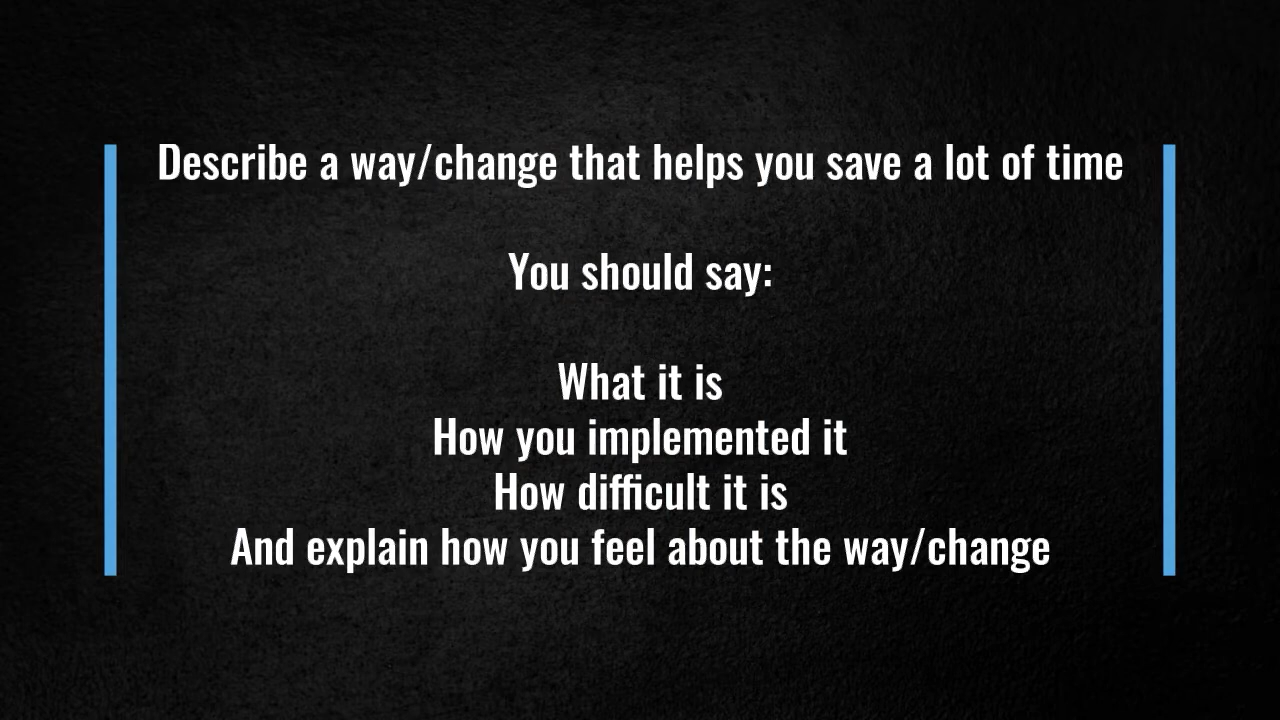 Describe a way/change that helps you save a lot of time
You should say:
What it is
How you implemented it
How difficult it is
And explain how you feel about the way/change